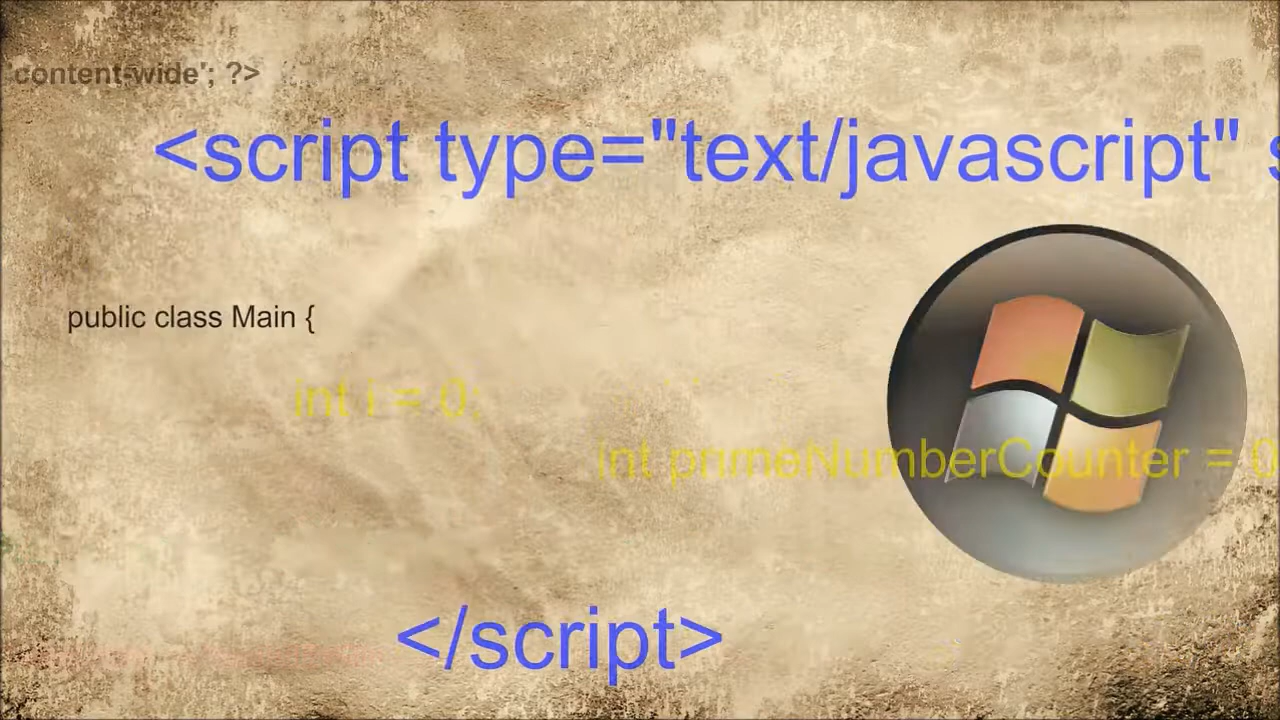 content-wide'; ?>
<script type="text/javascript" s
public class Main {
int i = 0;
int primeNumberCounter = 0
</script>